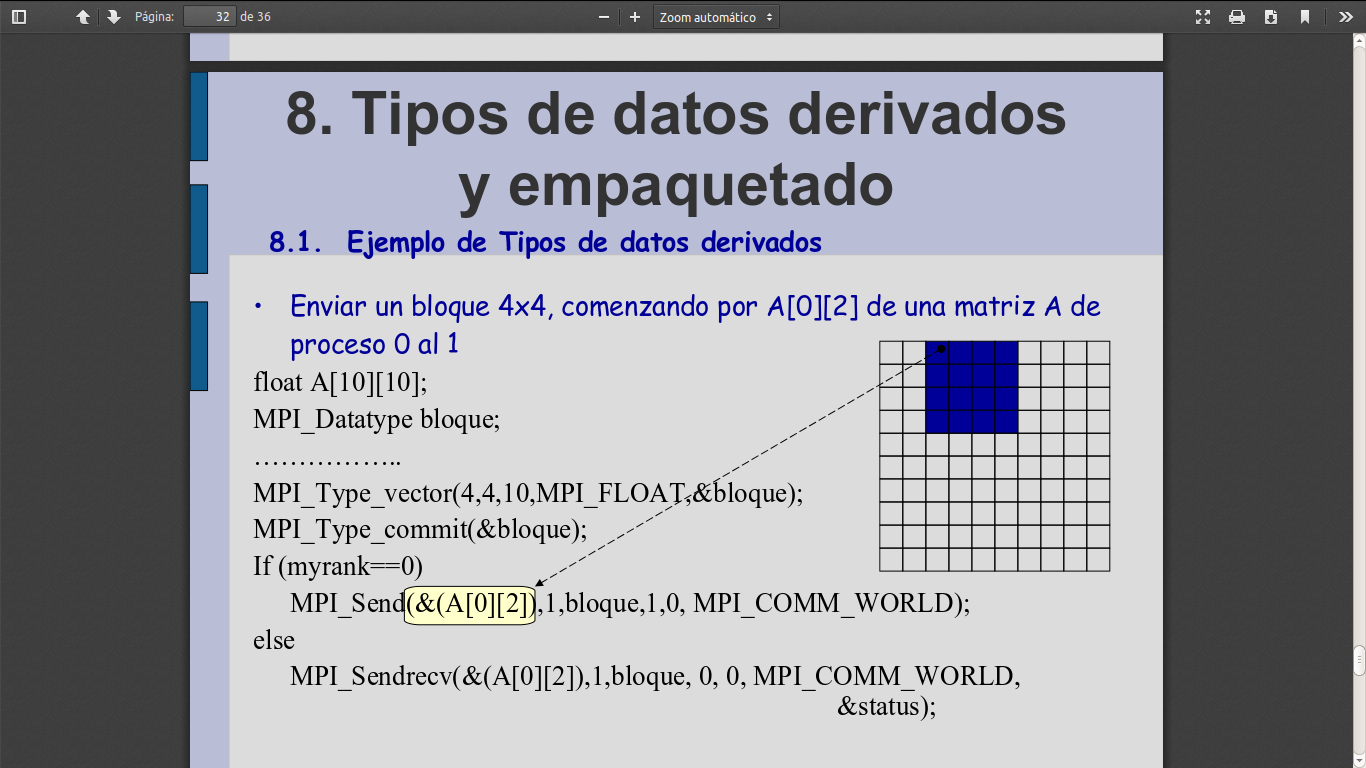 Página: 32 de 36 Zoom automático
8. Tipos de datos derivados
y empaquetado
8.1. Ejemplo de Tipos de datos derivados
• Enviar un bloque 4x4, comenzando por A[0][2] de una matriz A de
proceso 0 al 1
float A[10][10];
MPI_Datatype bloque;
……………..
MPI_Type_vector(4,4,10,MPI_FLOAT,&bloque);
MPI_Type_commit(&bloque);
If (myrank==0)
MPI_Send(&(A[0][2]),1,bloque,1,0, MPI_COMM_WORLD);
else
MPI_Sendrecv(&(A[0][2]),1,bloque, 0, 0, MPI_COMM_WORLD,
&status);